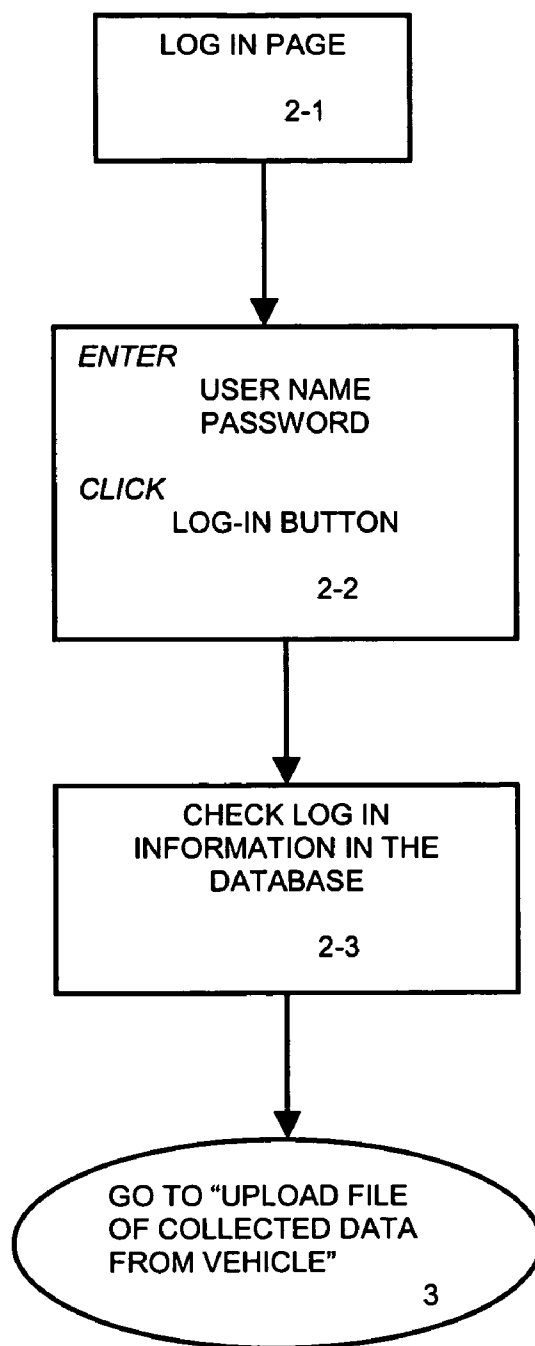 LOG IN PAGE
2-1
ENTER
USER NAME
PASSWORD
CLICK
LOG-IN BUTTON
2-2
CHECK LOG IN
INFORMATION IN THE
DATABASE
2-3
GO TO “UPLOAD FILE
OF COLLECTED DATA
FROM VEHICLE”
3